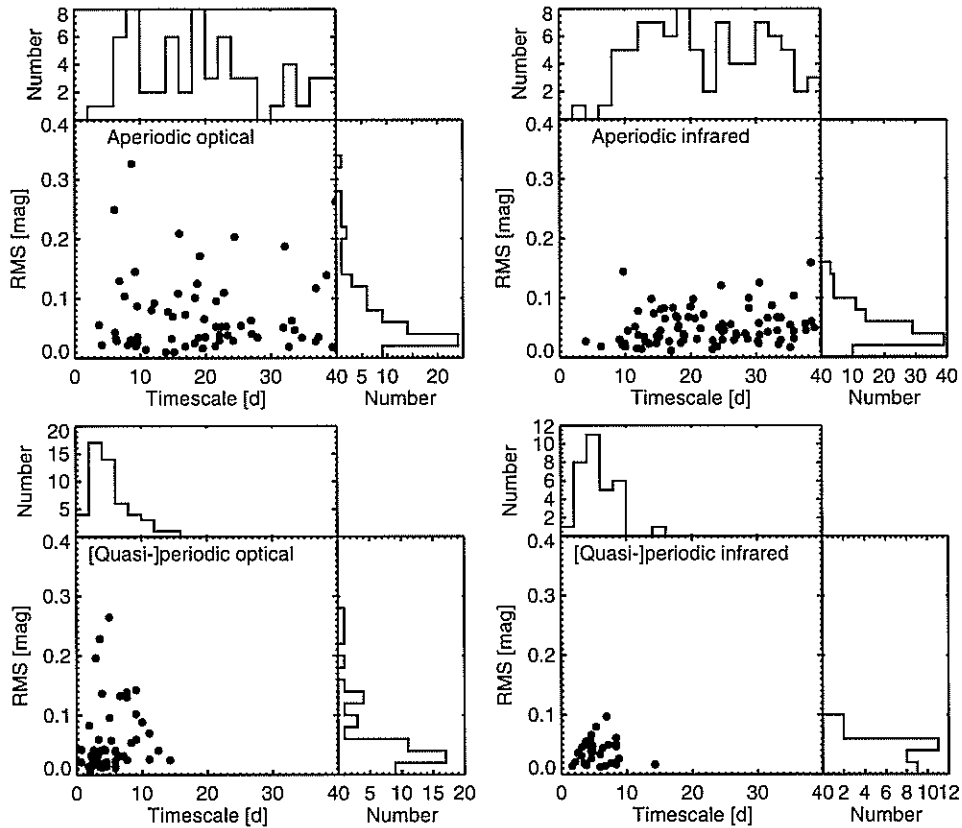 8
6
4
2
Number
0.4
Aperiodic optical
0.3
0.2
0.1
0.0
RMS [mag]
0 10 20 30 40 5 10 20
Timescale [d] Number
8
6
4
2
Number
0.4
Aperiodic infrared
0.3
0.2
0.1
0.0
RMS [mag]
0 10 20 30 40 10 20 30 40
Timescale [d] Number
20
15
10
5
Number
0.4
[Quasi-]periodic optical
0.3
0.2
0.1
0.0
RMS [mag]
0 10 20 30 40 5 10 15 20
Timescale [d] Number
12
10
8
6
4
2
Number
0.4
[Quasi-]periodic infrared
0.3
0.2
0.1
0.0
RMS [mag]
0 10 20 30 40 2 4 6 8 10 12
Timescale [d] Number